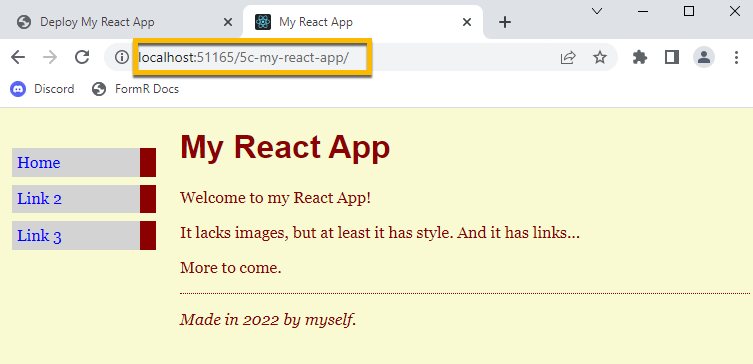 Deploy My React App
My React App
localhost:51165/5c-my-react-app/
Discord
FormR Docs
Home
Link 2
Link 3
My React App
Welcome to my React App!
It lacks images, but at least it has style. And it has links...
More to come.
Made in 2022 by myself.